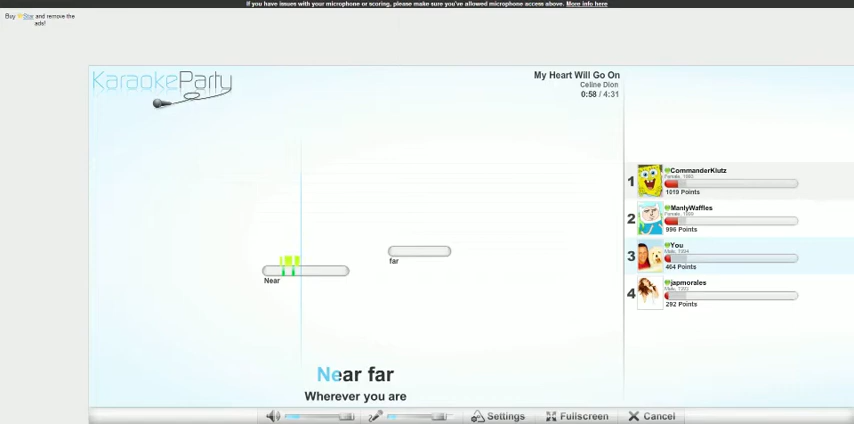 If you have issues with your microphone or scoring, please make sure you've allowed microphone access above. More info here
Buy Star and remove the
ads!
KaraokeParty
My Heart Will Go On
Celine Dion
0:58 / 4:31
1
CommanderKlutz
1019 Points
2
ManlyWaffles
996 Points
3
You
464 Points
4
japmorales
292 Points
far
Near
Near far
Wherever you are
Settings
Fullscreen
Cancel